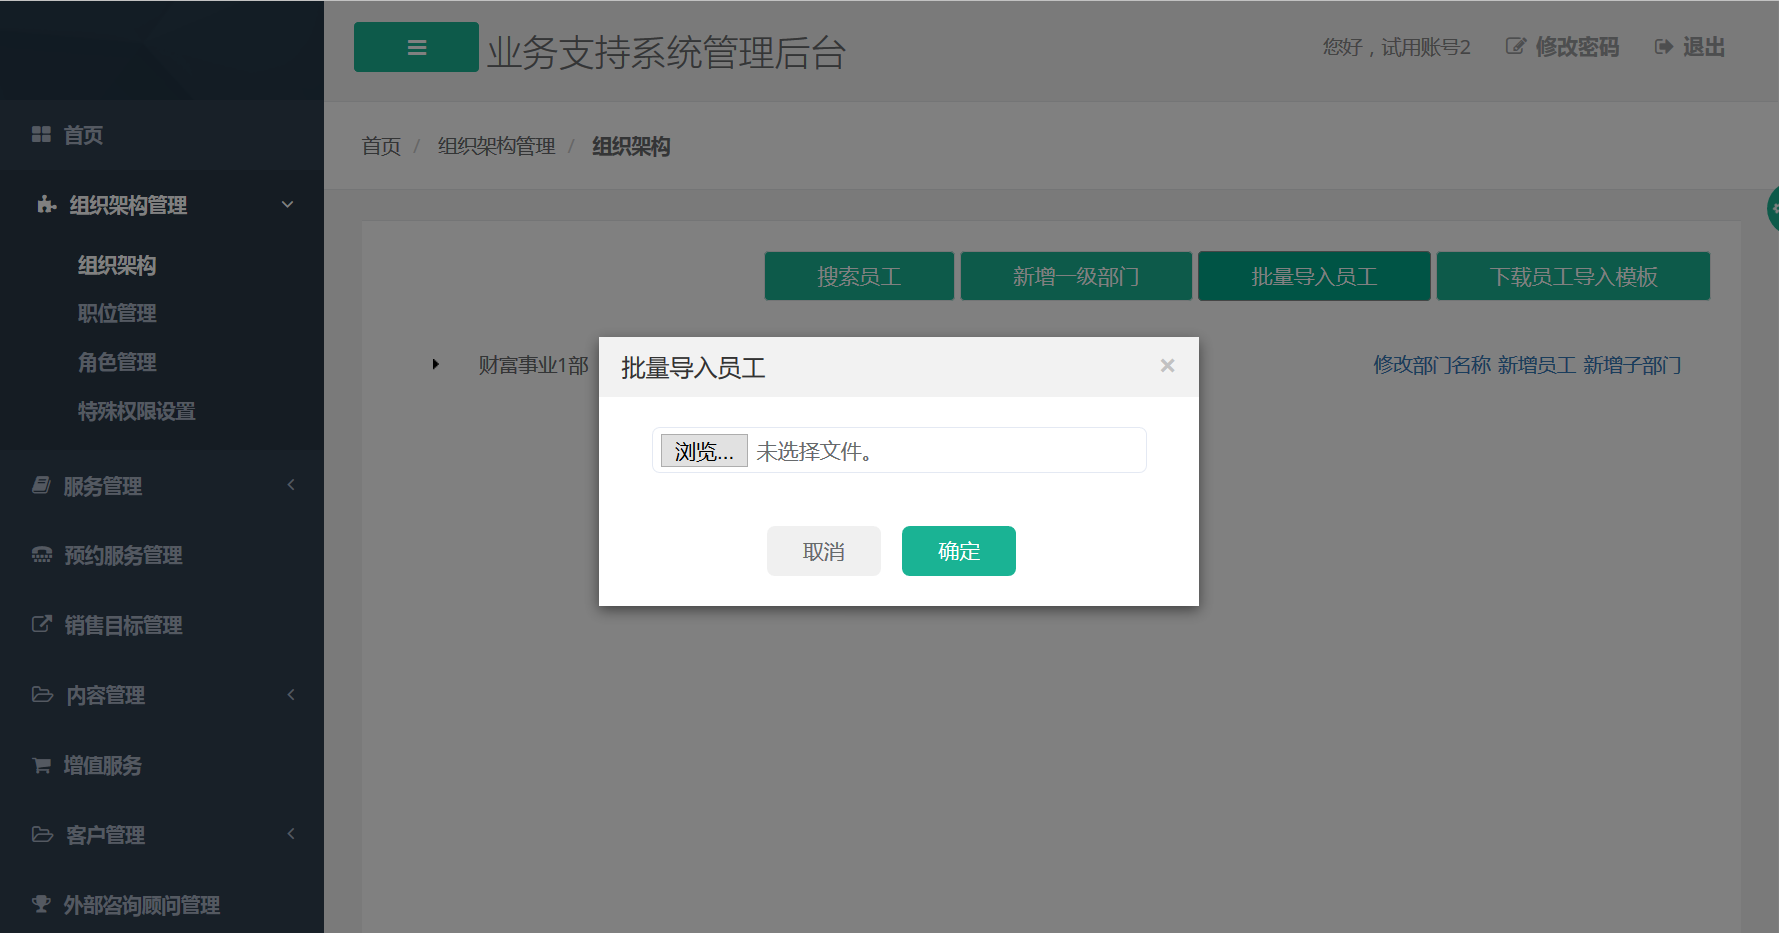 业务支持系统管理后台
您好，试用账号2 修改密码 退出
首页
组织架构管理
组织架构
职位管理
角色管理
特殊权限设置
服务管理
预约服务管理
销售目标管理
内容管理
增值服务
客户管理
外部咨询顾问管理
首页 / 组织架构管理 / 组织架构
搜索员工 新增一级部门 批量导入员工 下载员工导入模板
财富事业1部 修改部门名称 新增员工 新增子部门
批量导入员工 ×
浏览... 未选择文件。
取消 确定